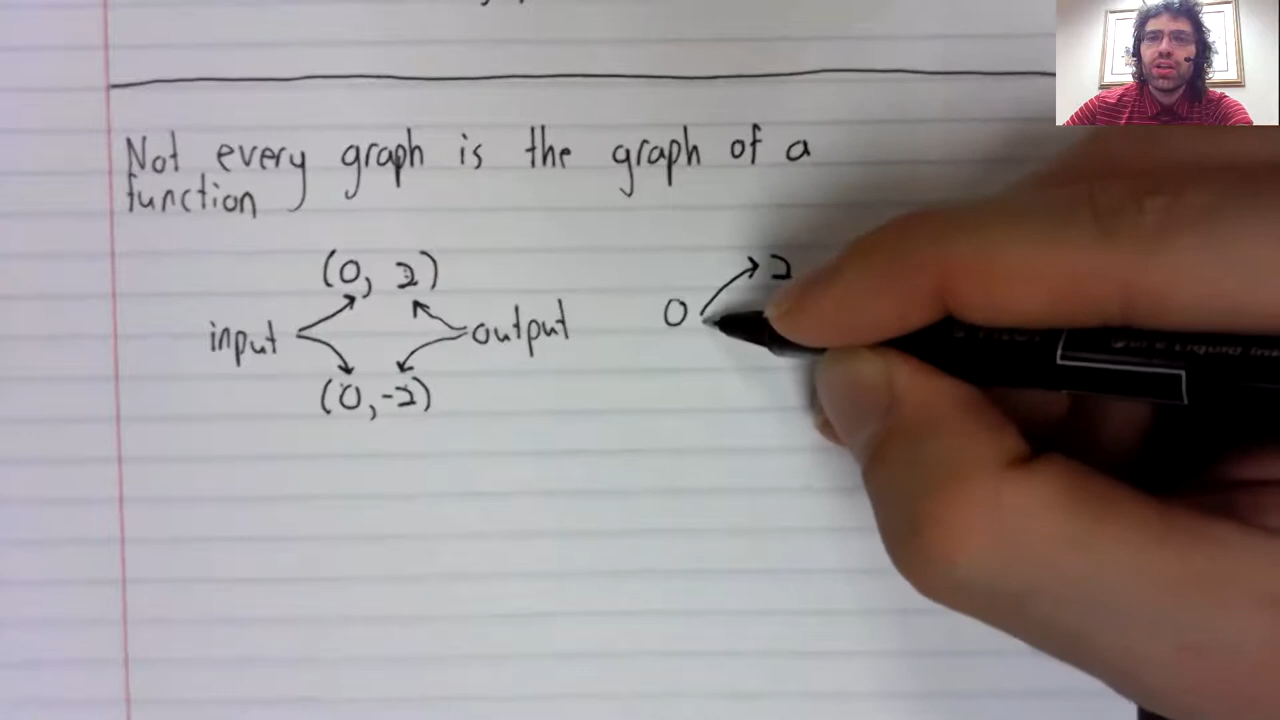 Not every graph is the graph of a
function
(0, 2)
input
output
(0,-2)
0 → 2